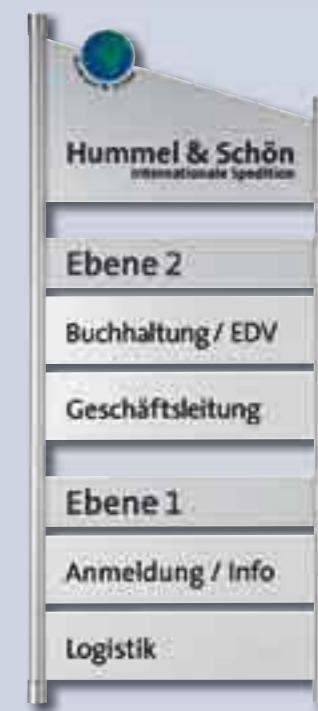 Hummel & Schön
Internationale Spedition
Ebene 2
Buchhaltung / EDV
Geschäftsleitung
Ebene 1
Anmeldung / Info
Logistik